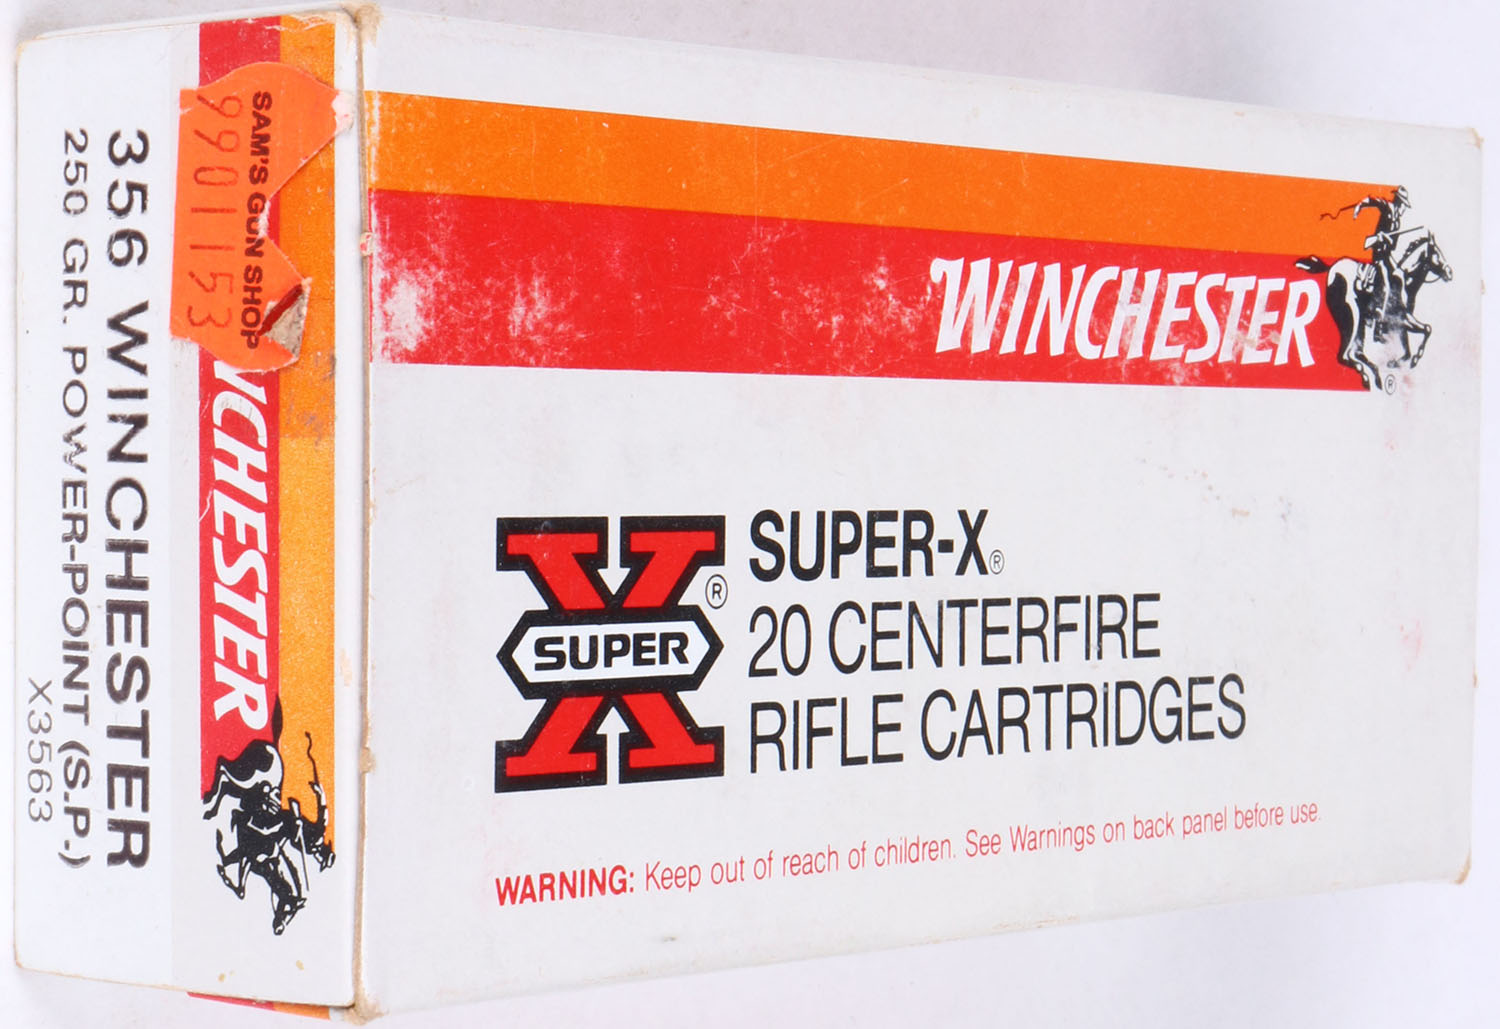 WINCHESTER
®
X
SUPER
®
SUPER-X®
20 CENTERFIRE
RIFLE CARTRIDGES
WARNING: Keep out of reach of children. See Warnings on back panel before use.
SAM'S GUN SHOP
9901153
CHESTER
356 WINCHESTER
250 GR. POWER-POINT (S.P.)
X3563